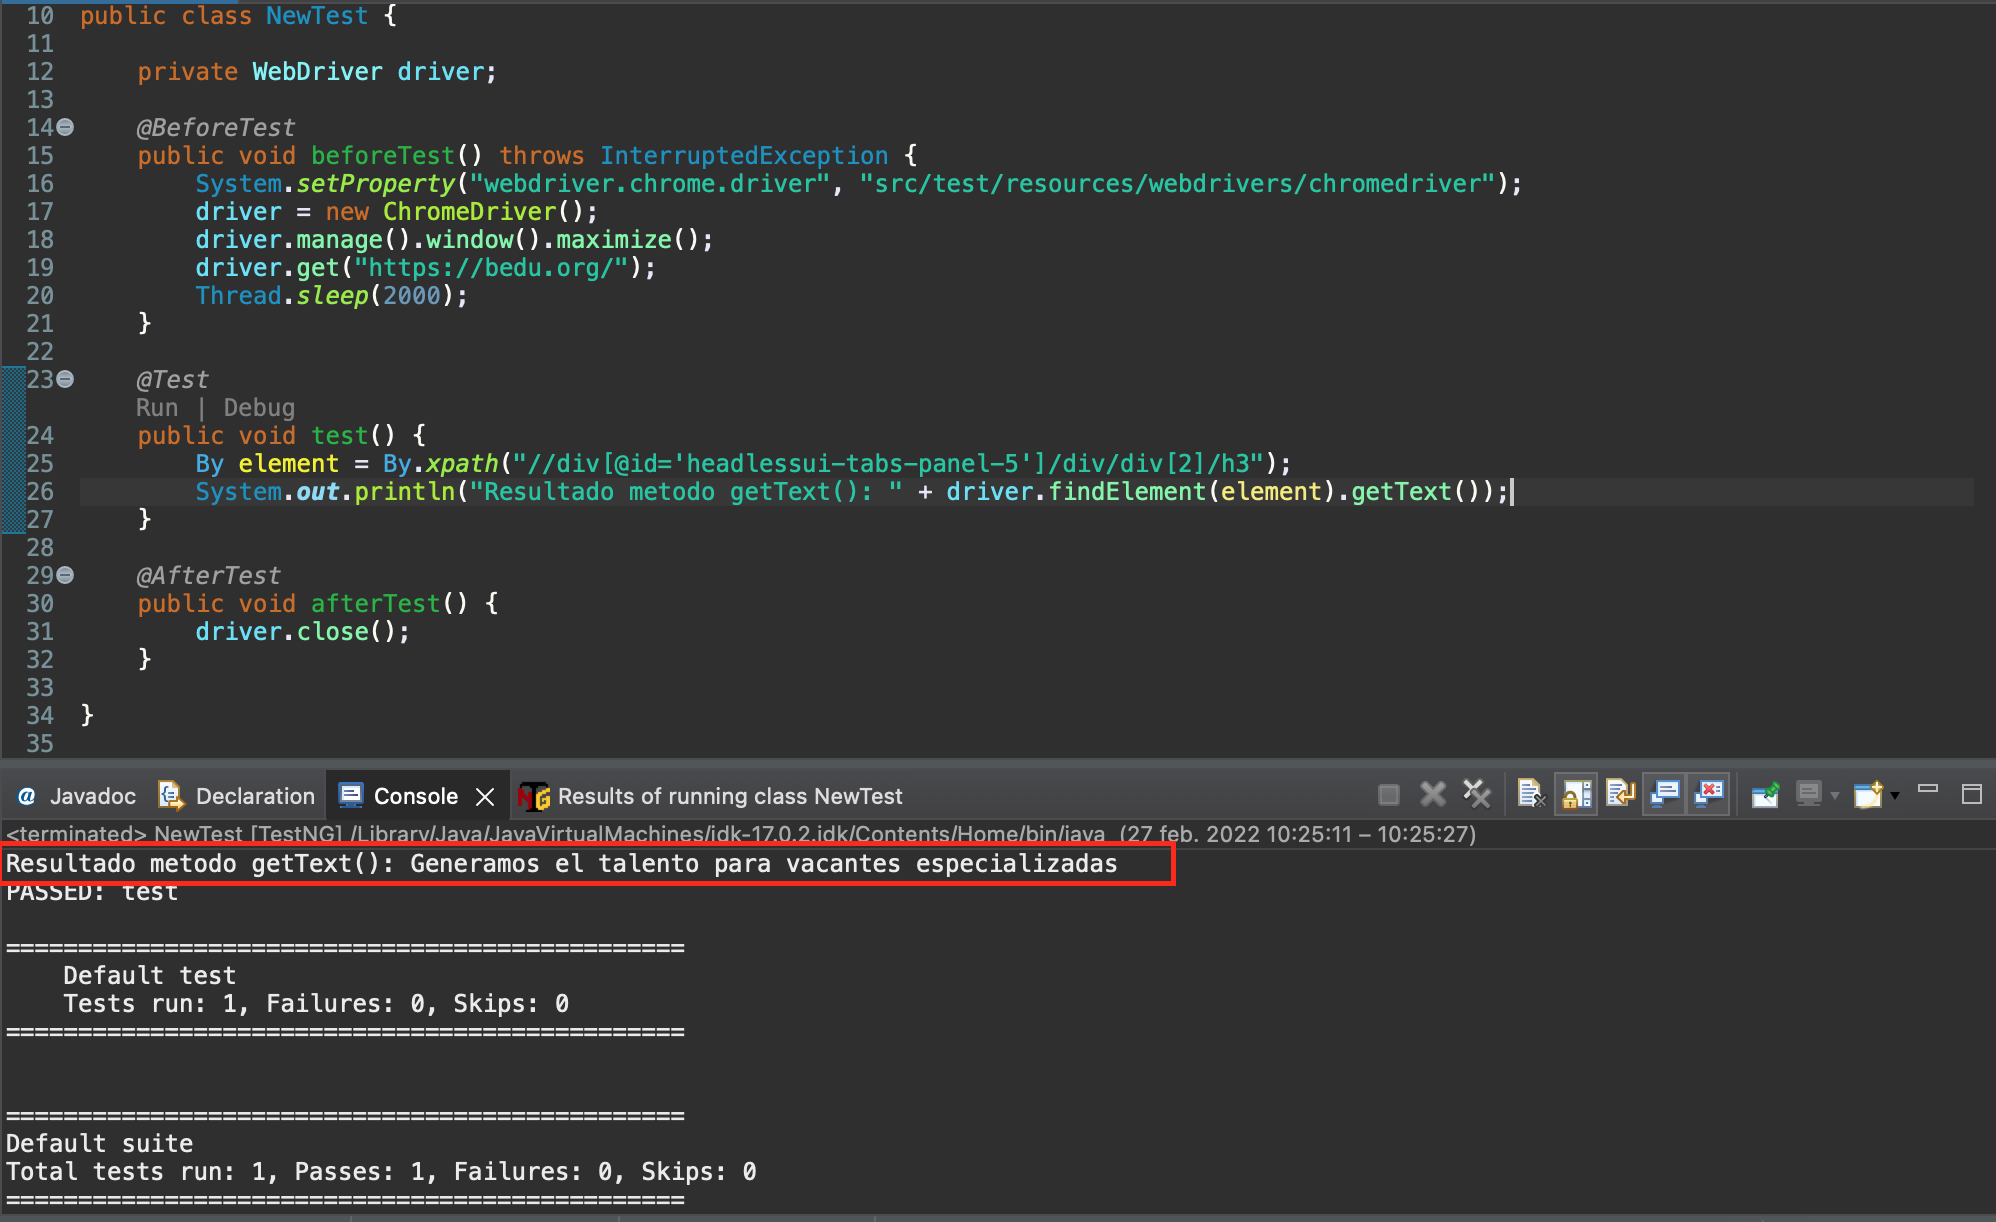 10 public class NewTest {
11
12 private WebDriver driver;
13
14 @BeforeTest
15 public void beforeTest() throws InterruptedException {
16 System.setProperty("webdriver.chrome.driver", "src/test/resources/webdrivers/chromedriver");
17 driver = new ChromeDriver();
18 driver.manage().window().maximize();
19 driver.get("https://bedu.org/");
20 Thread.sleep(2000);
21 }
22
23 @Test
Run | Debug
24 public void test() {
25 By element = By.xpath("//div[@id='headlessui-tabs-panel-5']/div/div[2]/h3");
26 System.out.println("Resultado metodo getText(): " + driver.findElement(element).getText());
27 }
28
29 @AfterTest
30 public void afterTest() {
31 driver.close();
32 }
33
34 }
35
@ Javadoc Declaration Console Results of running class NewTest
<terminated> NewTest [TestNG] /Library/Java/JavaVirtualMachines/jdk-17.0.2.jdk/Contents/Home/bin/java (27 feb. 2022 10:25:11 – 10:25:27)
Resultado metodo getText(): Generamos el talento para vacantes especializadas
PASSED: test
===============================================
Default test
Tests run: 1, Failures: 0, Skips: 0
===============================================
===============================================
Default suite
Total tests run: 1, Passes: 1, Failures: 0, Skips: 0
===============================================